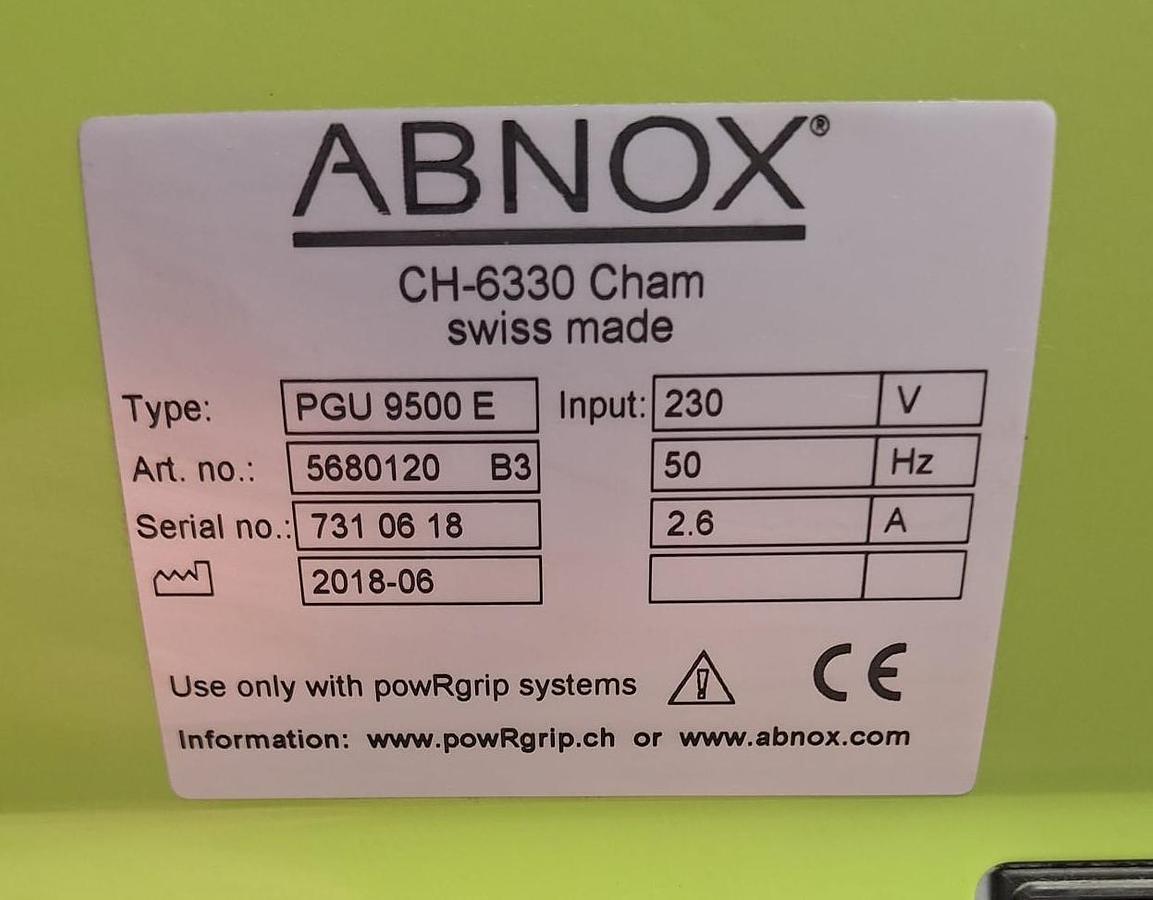 ABNOX®
CH-6330 Cham
swiss made
Type: PGU 9500 E Input: 230 V
Art. no.: 5680120 B3 50 Hz
Serial no.: 731 06 18 2.6 A
2018-06
Use only with powRgrip systems CE
Information: www.powRgrip.ch or www.abnox.com